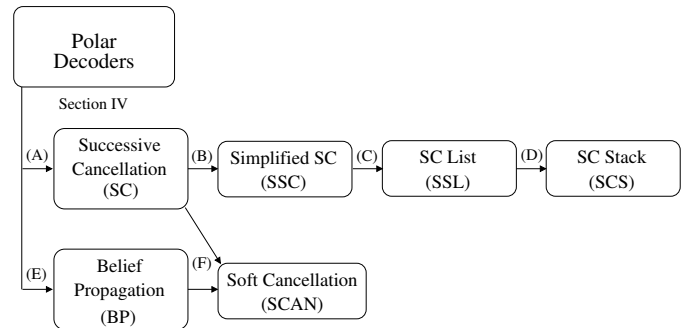 Polar
Decoders
Section IV
(A)
Successive
Cancellation
(SC)
(B)
Simplified SC
(SSC)
(C)
SC List
(SSL)
(D)
SC Stack
(SCS)
(E)
Belief
Propagation
(BP)
(F)
Soft Cancellation
(SCAN)